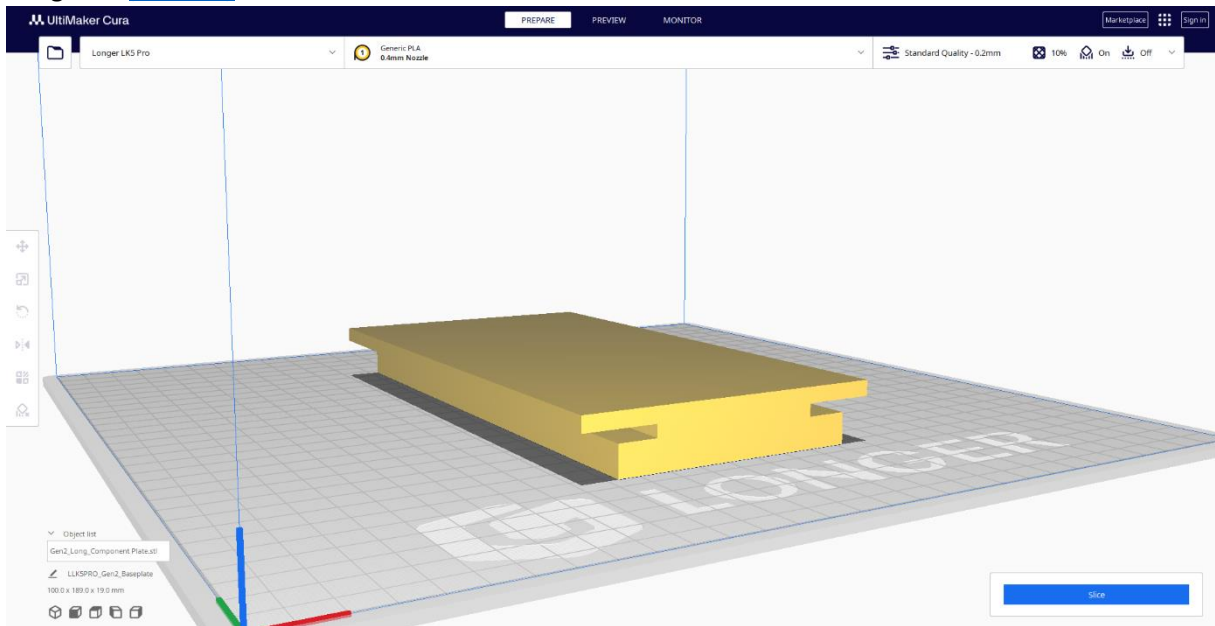 UltiMaker Cura
PREPARE
PREVIEW
MONITOR
Marketplace
Sign in
Longer LK5 Pro
1
Generic PLA
0.4mm Nozzle
Standard Quality - 0.2mm
10%
On
Off
LONGER
Object list
Gen2_Long_Component Plate.stl
LLK5PRO_Gen2_Baseplate
100.0 x 189.0 x 19.0 mm
Slice